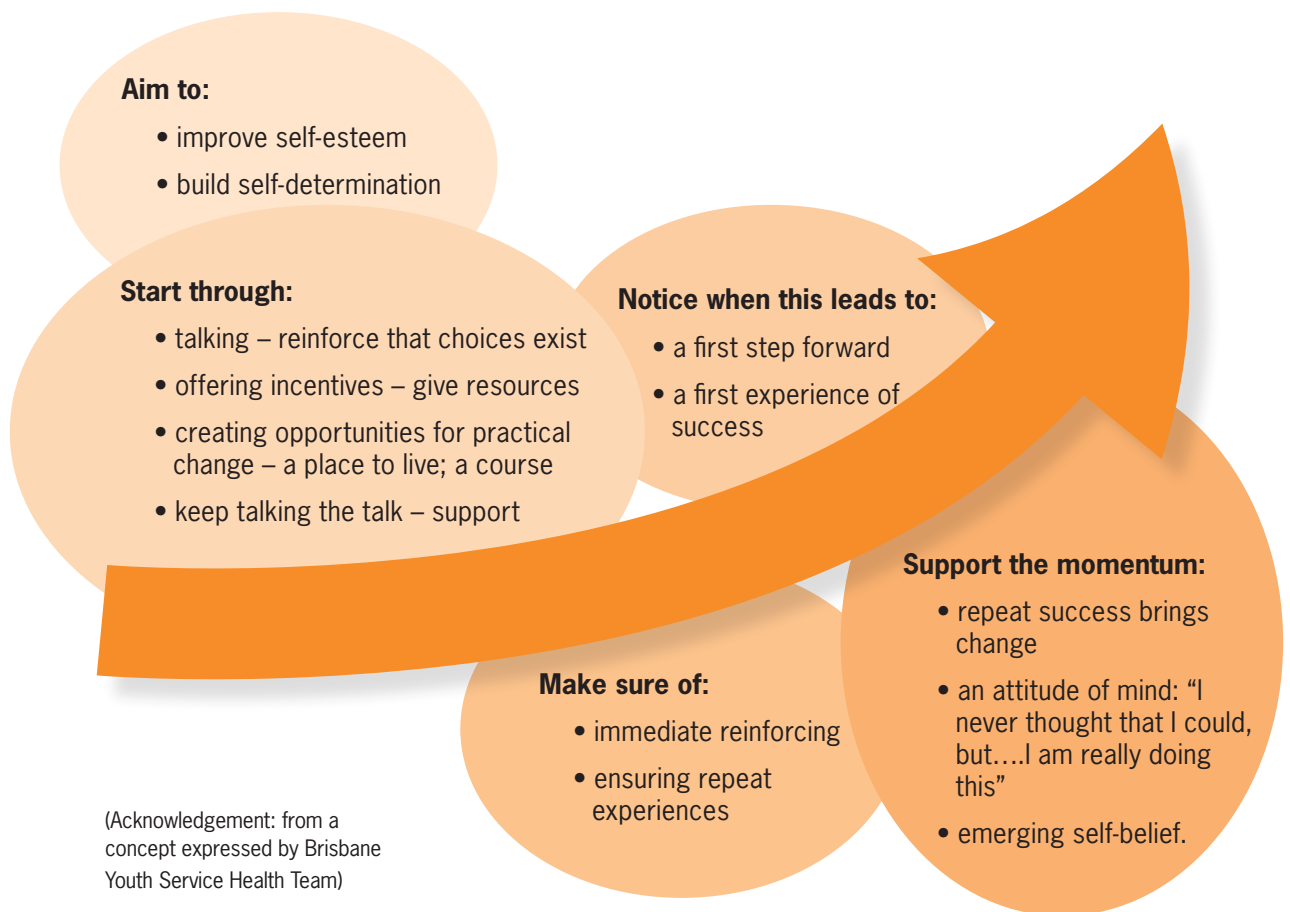 Aim to:
• improve self-esteem
• build self-determination
Start through:
• talking – reinforce that choices exist
• offering incentives – give resources
• creating opportunities for practical
change – a place to live; a course
• keep talking the talk – support
Notice when this leads to:
• a first step forward
• a first experience of
success
Make sure of:
• immediate reinforcing
• ensuring repeat
experiences
Support the momentum:
• repeat success brings
change
• an attitude of mind: “I
never thought that I could,
but….I am really doing
this”
• emerging self-belief.
(Acknowledgement: from a
concept expressed by Brisbane
Youth Service Health Team)